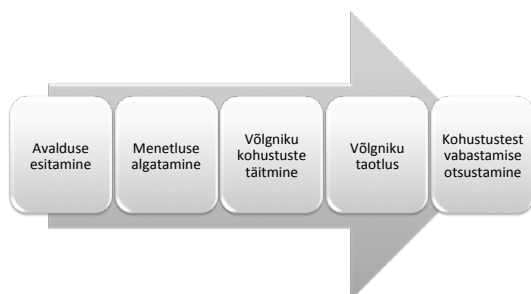 Avalduse
esitamine
Menetluse
algatamine
Võlgniku
kohustuste
täitmine
Võlgniku
taotlus
Kohustustest
vabastamise
otsustamine